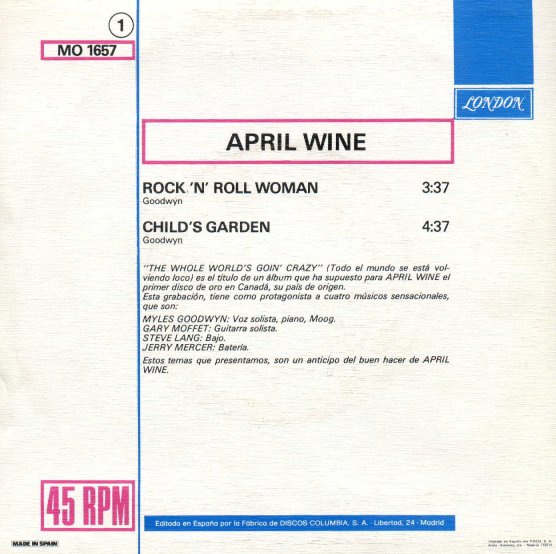 1
MO 1657
LONDON
APRIL WINE
ROCK 'N' ROLL WOMAN 3:37
Goodwyn
CHILD'S GARDEN 4:37
Goodwyn
"THE WHOLE WORLD'S GOIN' CRAZY" (Todo el mundo se está vol-
viendo loco) es el título de un álbum que ha supuesto para APRIL WINE el
primer disco de oro en Canadá, su país de origen.
Esta grabación, tiene como protagonista a cuatro músicos sensacionales,
que son:
MYLES GOODWYN: Voz solista, piano, Moog.
GARY MOFFET: Guitarra solista.
STEVE LANG: Bajo.
JERRY MERCER: Batería.
Estos temas que presentamos, son un anticipo del buen hacer de APRIL
WINE.
45 RPM
Editado en España por la Fábrica de DISCOS COLUMBIA, S. A. - Libertad, 24 - Madrid
MADE IN SPAIN